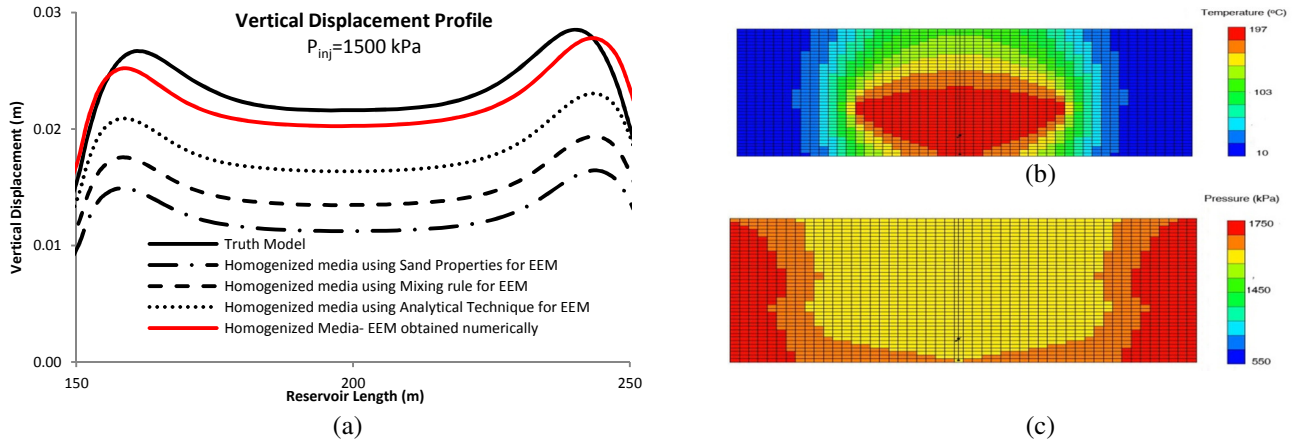 Vertical Displacement Profile
P_inj=1500 kPa
0.03
0.02
0.01
0.00
Vertical Displacement (m)
Truth Model
Homogenized media using Sand Properties for EEM
Homogenized media using Mixing rule for EEM
Homogenized media using Analytical Technique for EEM
Homogenized Media- EEM obtained numerically
150
200
250
Reservoir Length (m)
(a)
Temperature (ºC)
197
103
10
(b)
Pressure (kPa)
1750
1450
550
(c)